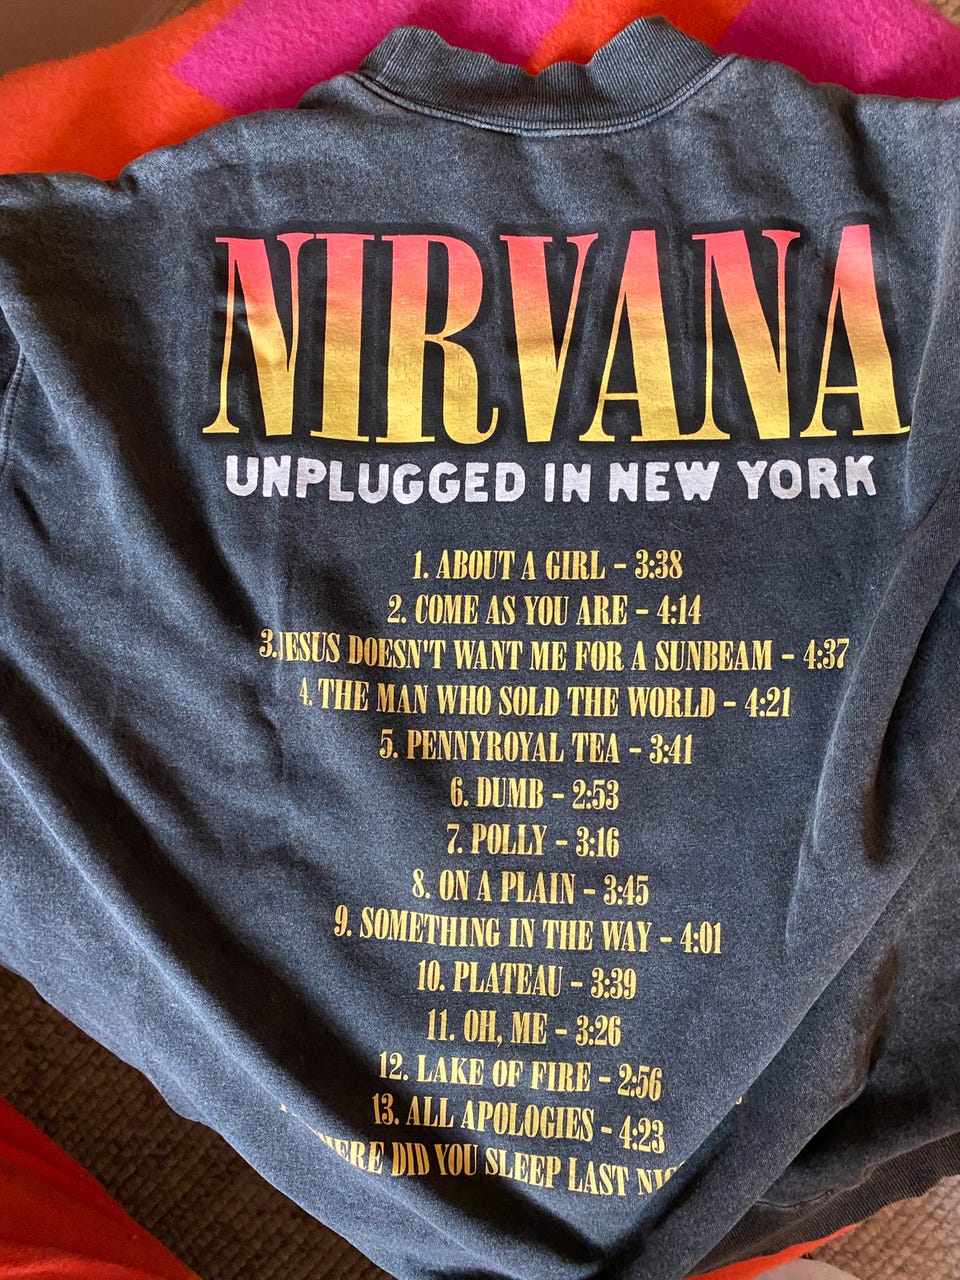 NIRVANA
UNPLUGGED IN NEW YORK
1. ABOUT A GIRL - 3:38
2. COME AS YOU ARE - 4:14
3.JESUS DOESN'T WANT ME FOR A SUNBEAM - 4:37
4. THE MAN WHO SOLD THE WORLD - 4:21
5. PENNYROYAL TEA - 3:41
6. DUMB - 2:53
7. POLLY - 3:16
8. ON A PLAIN - 3:45
9. SOMETHING IN THE WAY - 4:01
10. PLATEAU - 3:39
11. OH, ME - 3:26
12. LAKE OF FIRE - 2:56
13. ALL APOLOGIES - 4:23
DID YOU SLEEP LAST